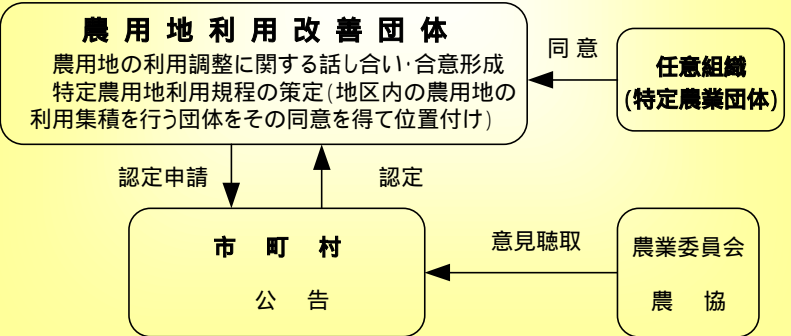 農用地利用改善団体
農用地の利用調整に関する話し合い･合意形成
特定農用地利用規程の策定(地区内の農用地の
利用集積を行う団体をその同意を得て位置付け)
同意
任意組織
(特定農業団体)
認定申請
認定
市町村
公告
意見聴取
農業委員会
農協